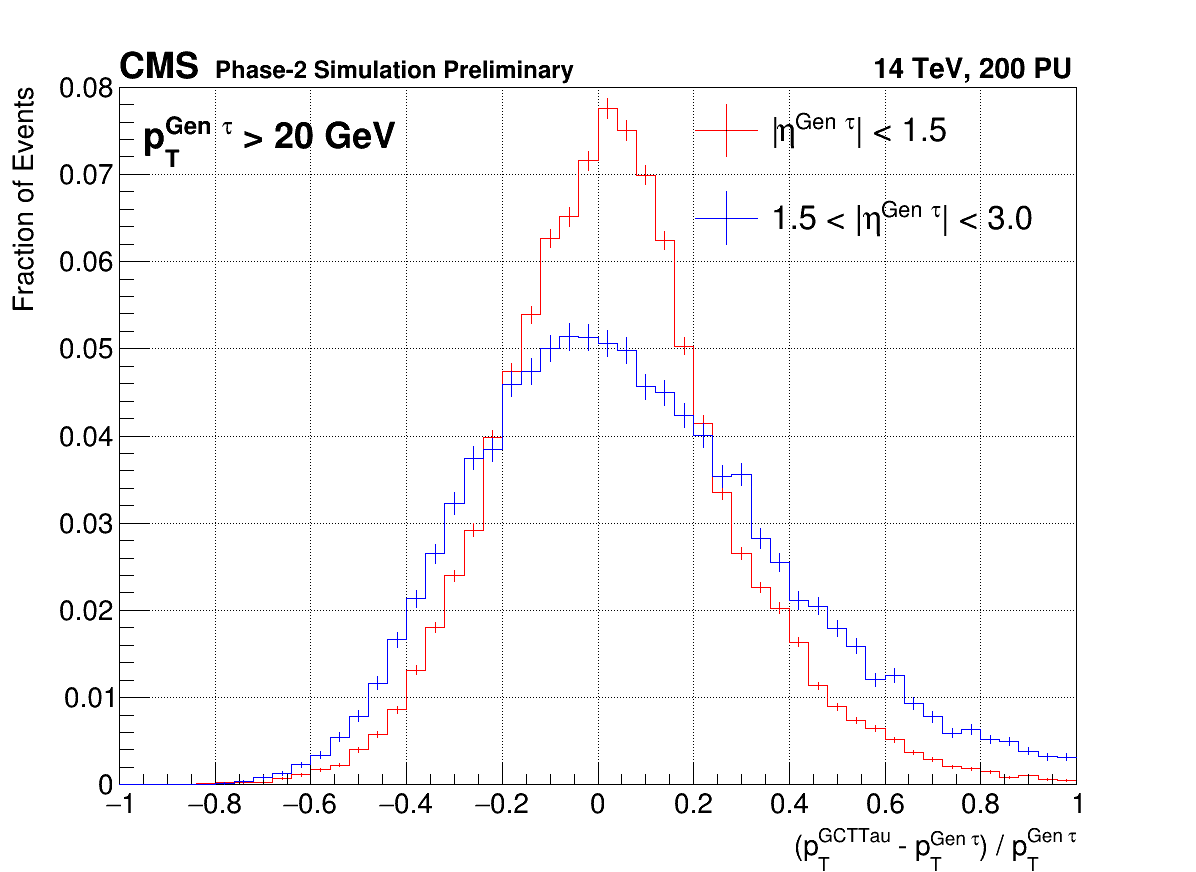 CMS Phase-2 Simulation Preliminary 14 TeV, 200 PU
Fraction of Events
p_T^{Gen τ} > 20 GeV
|η^{Gen τ}| < 1.5
1.5 < |η^{Gen τ}| < 3.0
0.08
0.07
0.06
0.05
0.04
0.03
0.02
0.01
0
−1 −0.8 −0.6 −0.4 −0.2 0 0.2 0.4 0.6 0.8 1
(p_T^{GCTTau} - p_T^{Gen τ}) / p_T^{Gen τ}